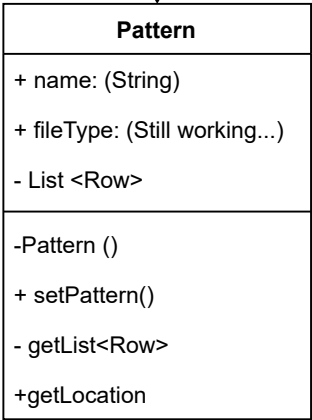 Pattern
+ name: (String)
+ fileType: (Still working...)
- List <Row>
-Pattern ()
+ setPattern()
- getList<Row>
+getLocation